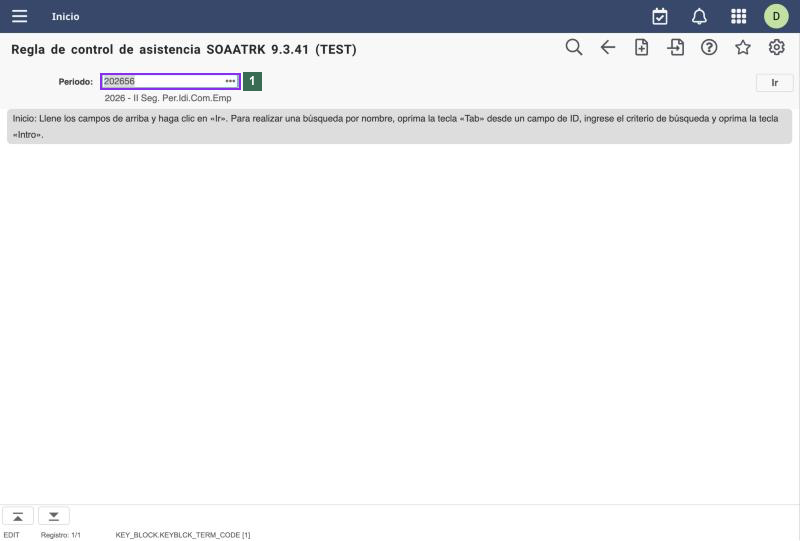 Inicio
D
Regla de control de asistencia SOAATRK 9.3.41 (TEST)
Periodo: 202656 ••• 1
Ir
2026 - II Seg. Per.Idi.Com.Emp
Inicio: Llene los campos de arriba y haga clic en «Ir». Para realizar una búsqueda por nombre, oprima la tecla «Tab» desde un campo de ID, ingrese el criterio de búsqueda y oprima la tecla
«Intro».
EDIT Registro: 1/1 KEY_BLOCK.KEYBLCK_TERM_CODE [1]